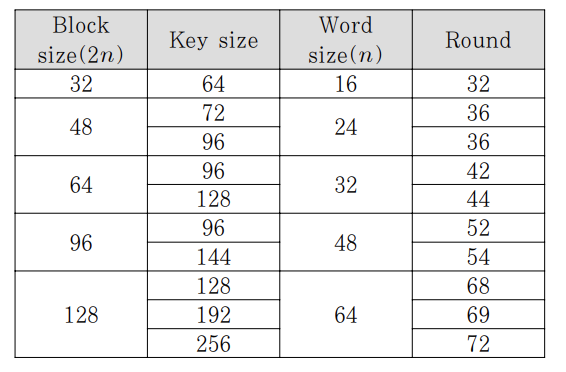 Block size(2n) Key size Word size(n) Round
32 64 16 32
48 72 24 36
96 36
64 96 32 42
128 44
96 96 48 52
144 54
128 128 64 68
192 69
256 72